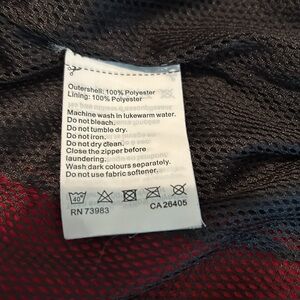 Outershell: 100% Polyester
Lining: 100% Polyester
Machine wash in lukewarm water.
Do not bleach.
Do not tumble dry.
Do not iron.
Do not dry clean.
Close the zipper before
laundering.
Wash dark colours separately.
Do not use fabric softener.
40
RN 73983 CA 26405